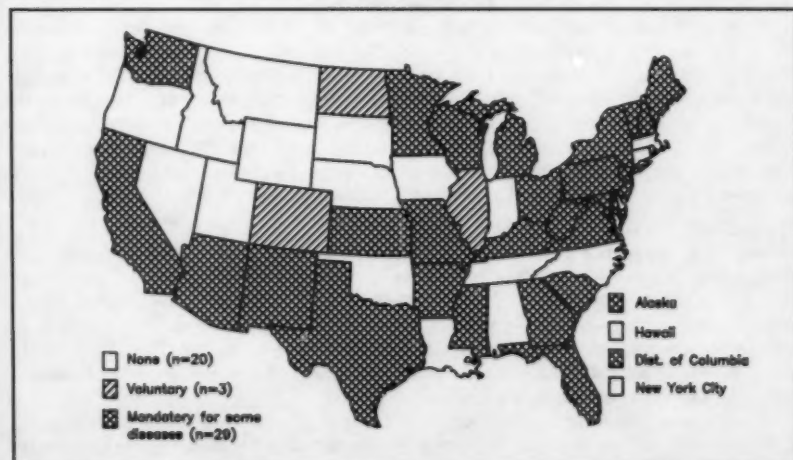 None (n=20)
Voluntary (n=3)
Mandatory for some
diseases (n=29)
Alaska
Hawaii
Dist. of Columbia
New York City